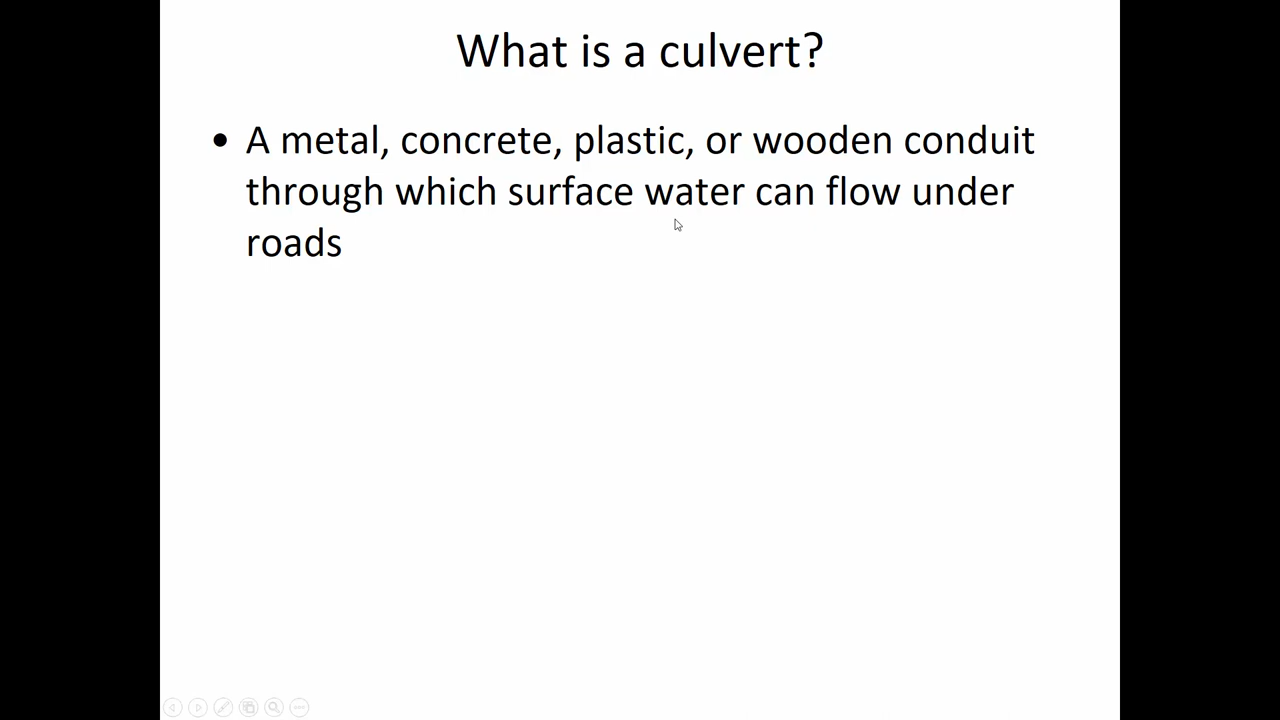 What is a culvert?
• A metal, concrete, plastic, or wooden conduit
through which surface water can flow under
roads